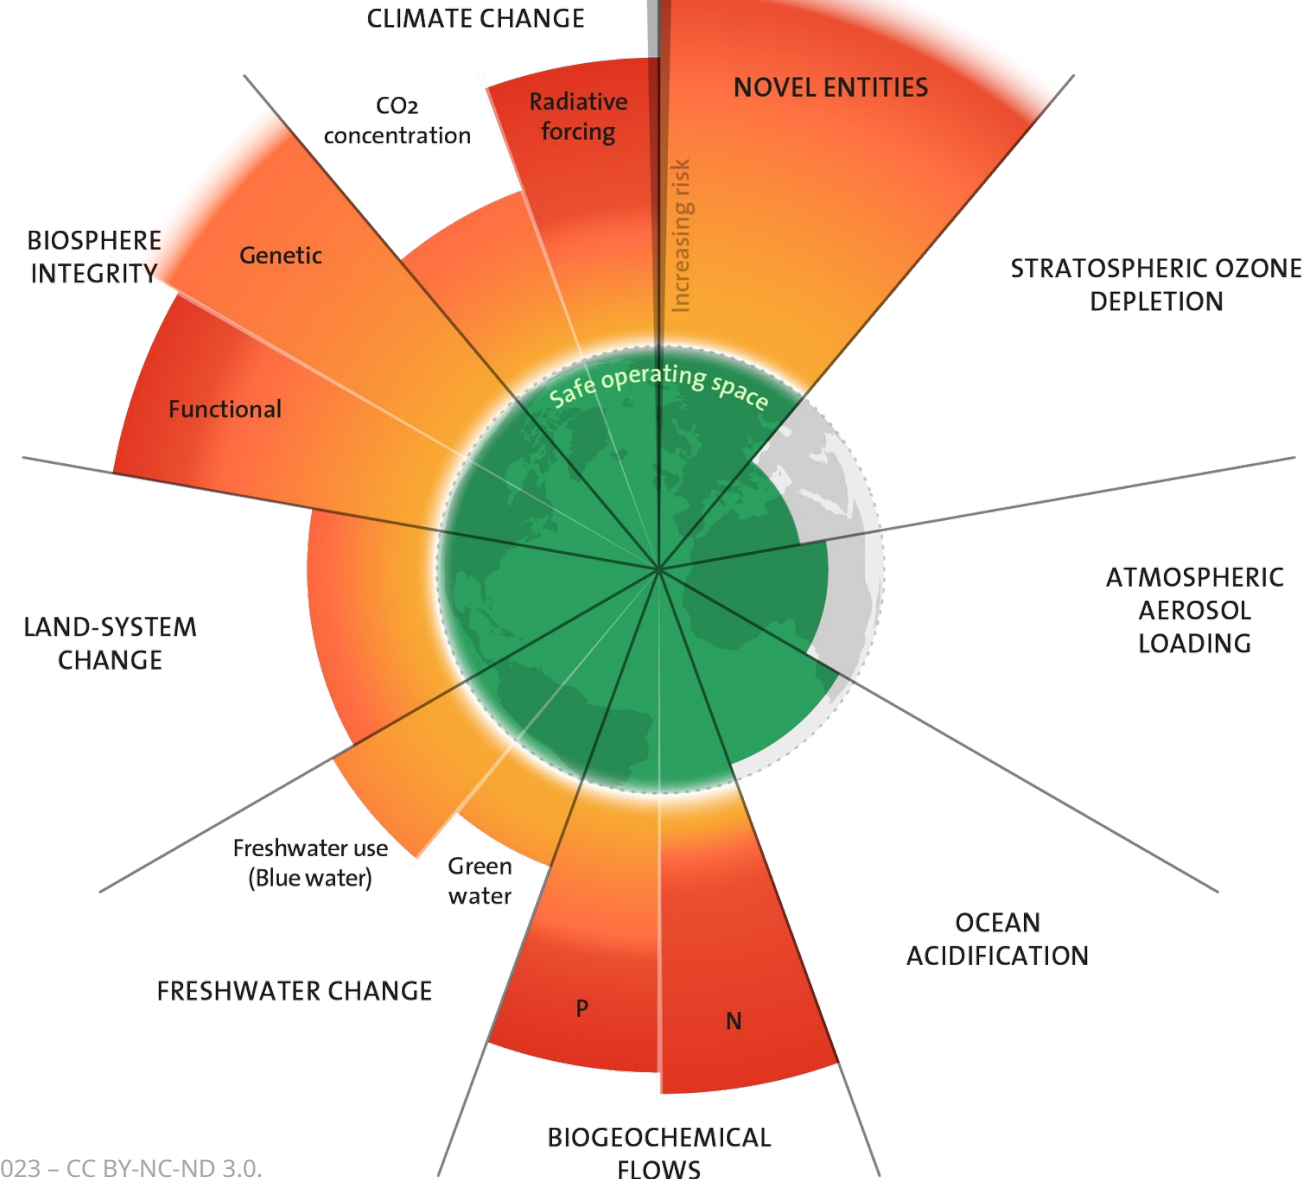 CLIMATE CHANGE
CO2
concentration
Radiative
forcing
NOVEL ENTITIES
Increasing risk
BIOSPHERE
INTEGRITY
Genetic
Functional
STRATOSPHERIC OZONE
DEPLETION
Safe operating space
ATMOSPHERIC
AEROSOL
LOADING
LAND-SYSTEM
CHANGE
Freshwater use
(Blue water)
Green
water
FRESHWATER CHANGE
OCEAN
ACIDIFICATION
P
N
BIOGEOCHEMICAL
FLOWS
023 – CC BY-NC-ND 3.0.